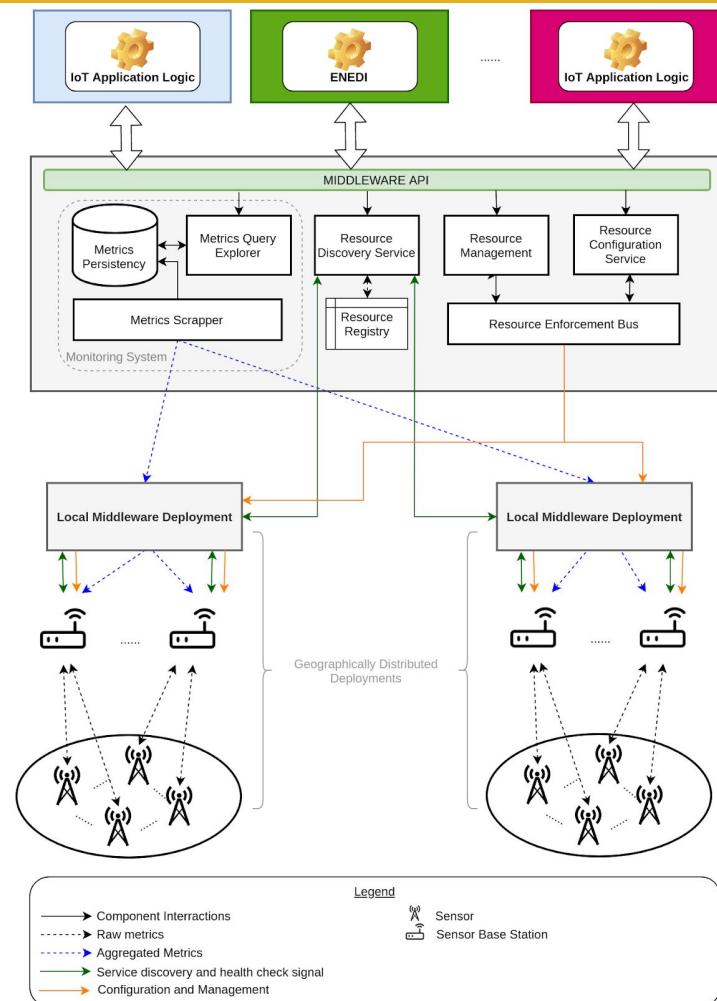 IoT Application Logic
ENEDI
......
IoT Application Logic
MIDDLEWARE API
Metrics
Persistency
Metrics Query
Explorer
Resource
Discovery Service
Resource
Management
Resource
Configuration
Service
Metrics Scrapper
Resource
Registry
Resource Enforcement Bus
Monitoring System
Local Middleware Deployment
Local Middleware Deployment
......
......
Geographically Distributed
Deployments
Legend
Component Interractions
Raw metrics
Aggregated Metrics
Service discovery and health check signal
Configuration and Management
Sensor
Sensor Base Station